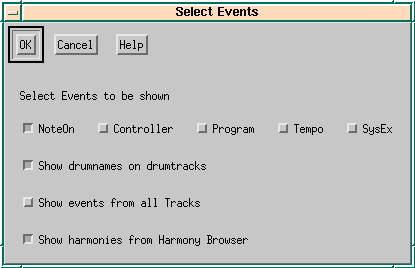 Select Events
OK Cancel Help
Select Events to be shown
NoteOn Controller Program Tempo SysEx
Show drumnames on drumtracks
Show events from all Tracks
Show harmonies from Harmony Browser